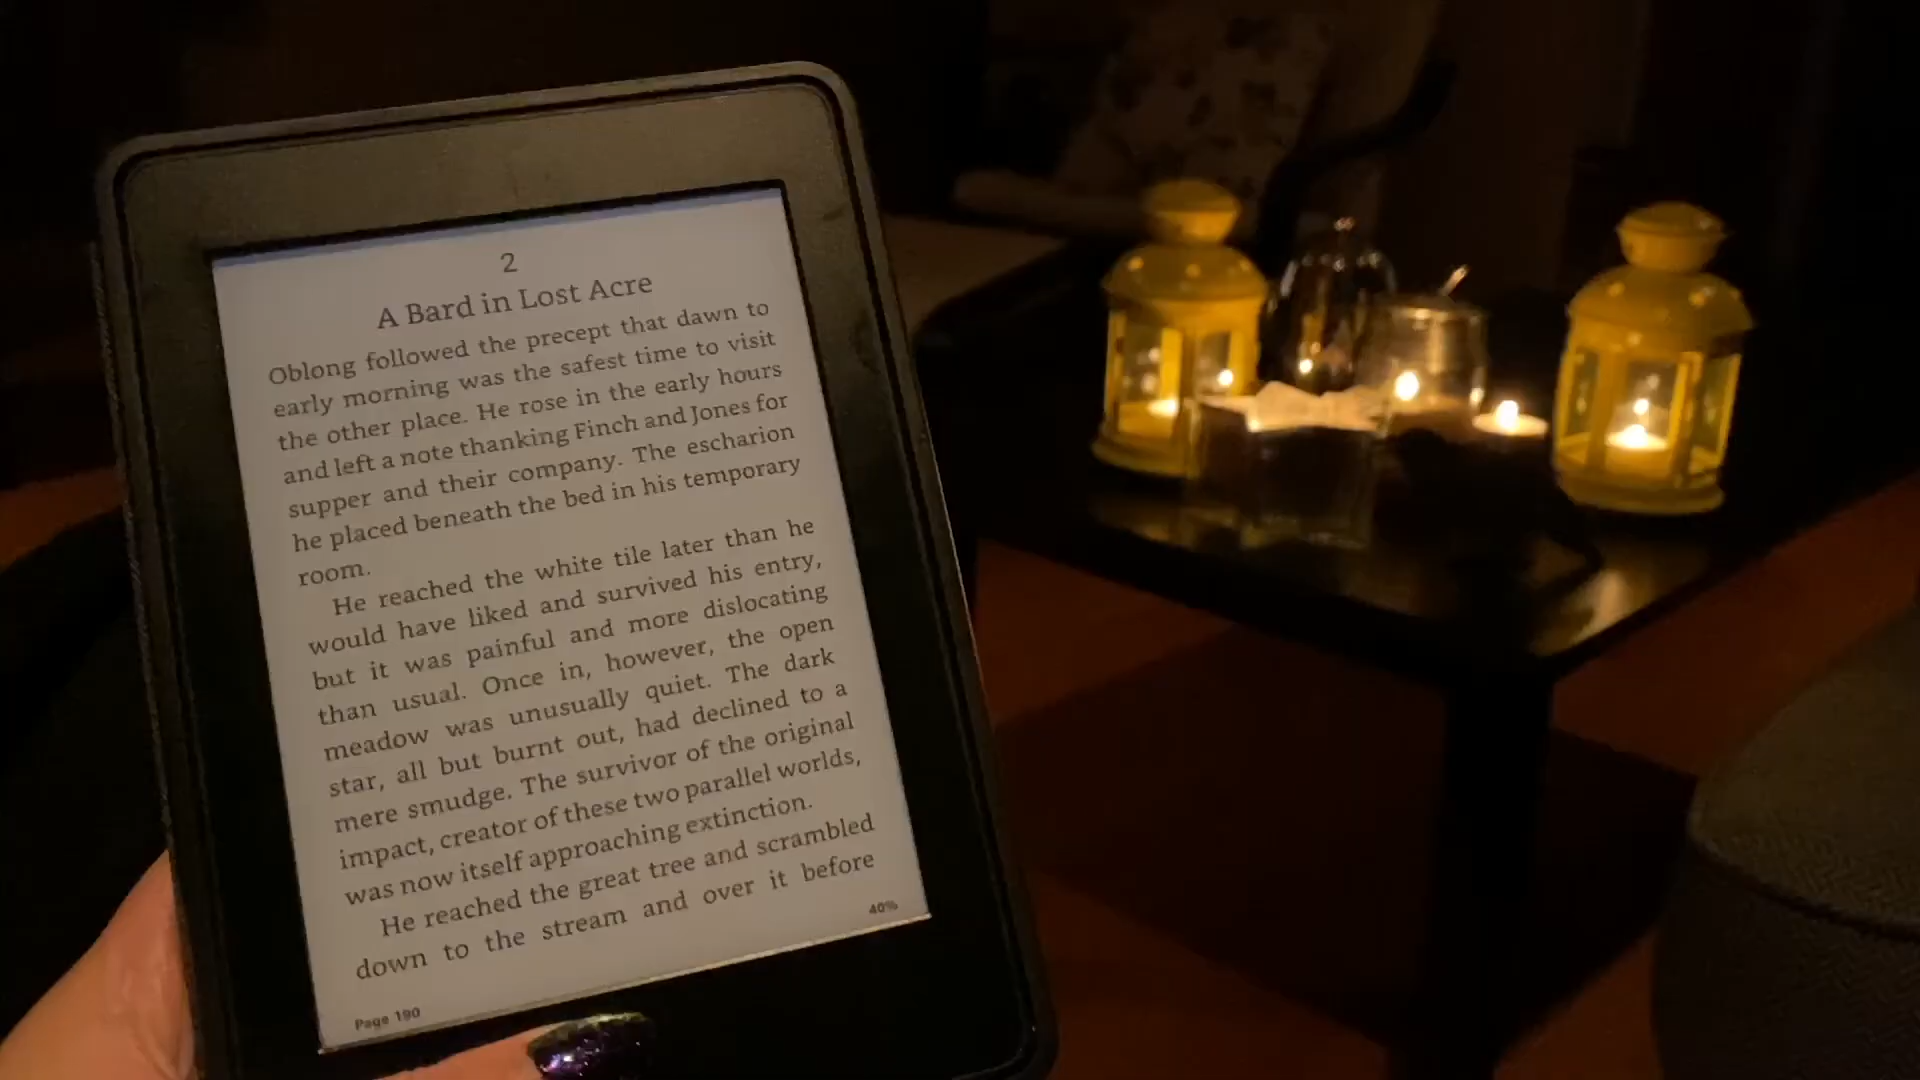 2
A Bard in Lost Acre
Oblong followed the precept that dawn to
early morning was the safest time to visit
the other place. He rose in the early hours
and left a note thanking Finch and Jones for
supper and their company. The escharion
he placed beneath the bed in his temporary
room.
He reached the white tile later than he
would have liked and survived his entry,
but it was painful and more dislocating
than usual. Once in, however, the open
meadow was unusually quiet. The dark
star, all but burnt out, had declined to a
mere smudge. The survivor of the original
impact, creator of these two parallel worlds,
was now itself approaching extinction.
He reached the great tree and scrambled
down to the stream and over it before
Page 190
40%